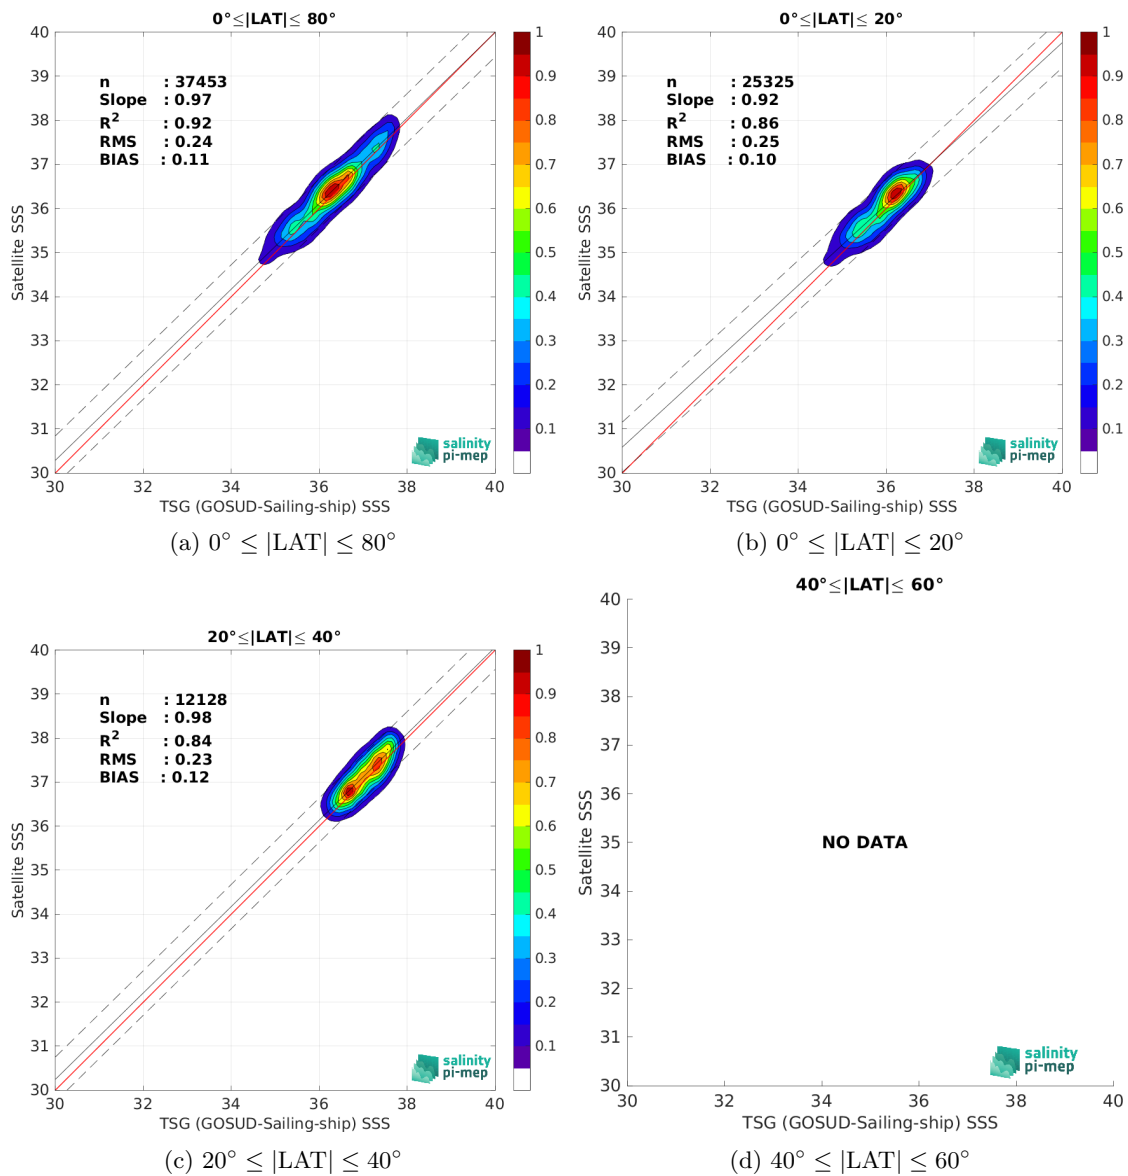 0°≤|LAT|≤ 80°
40
39
38
37
36
35
34
33
32
31
30
Satellite SSS
n : 37453
Slope : 0.97
R² : 0.92
RMS : 0.24
BIAS : 0.11
1
0.9
0.8
0.7
0.6
0.5
0.4
0.3
0.2
0.1
salinity
pi-mep
30 32 34 36 38 40
TSG (GOSUD-Sailing-ship) SSS
(a) 0° ≤ |LAT| ≤ 80°
0°≤|LAT|≤ 20°
40
39
38
37
36
35
34
33
32
31
30
Satellite SSS
n : 25325
Slope : 0.92
R² : 0.86
RMS : 0.25
BIAS : 0.10
1
0.9
0.8
0.7
0.6
0.5
0.4
0.3
0.2
0.1
salinity
pi-mep
30 32 34 36 38 40
TSG (GOSUD-Sailing-ship) SSS
(b) 0° ≤ |LAT| ≤ 20°
20°≤|LAT|≤ 40°
40
39
38
37
36
35
34
33
32
31
30
Satellite SSS
n : 12128
Slope : 0.98
R² : 0.84
RMS : 0.23
BIAS : 0.12
1
0.9
0.8
0.7
0.6
0.5
0.4
0.3
0.2
0.1
salinity
pi-mep
30 32 34 36 38 40
TSG (GOSUD-Sailing-ship) SSS
(c) 20° ≤ |LAT| ≤ 40°
40°≤|LAT|≤ 60°
40
39
38
37
36
35
34
33
32
31
30
Satellite SSS
NO DATA
salinity
pi-mep
30 32 34 36 38 40
TSG (GOSUD-Sailing-ship) SSS
(d) 40° ≤ |LAT| ≤ 60°